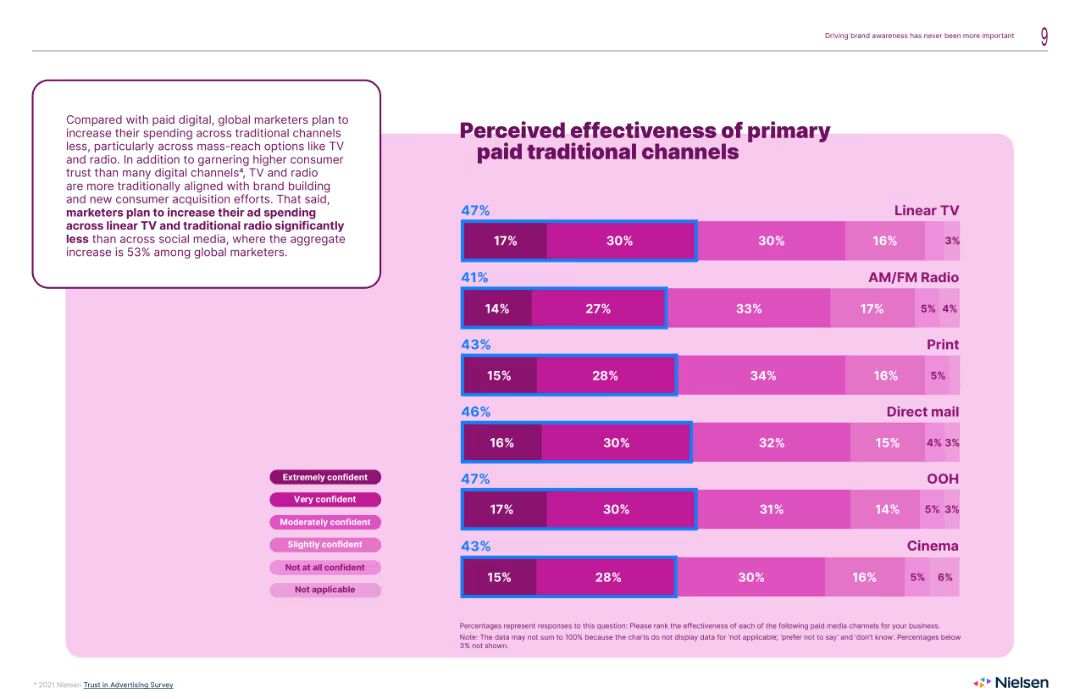 Driving brand awareness has never been more important
9
Compared with paid digital, global marketers plan to
increase their spending across traditional channels
less, particularly across mass-reach options like TV
and radio. In addition to garnering higher consumer
trust than many digital channels⁴, TV and radio
are more traditionally aligned with brand building
and new consumer acquisition efforts. That said,
marketers plan to increase their ad spending
across linear TV and traditional radio significantly
less than across social media, where the aggregate
increase is 53% among global marketers.
Perceived effectiveness of primary
paid traditional channels
47% Linear TV
17% 30% 30% 16% 3%
41% AM/FM Radio
14% 27% 33% 17% 5% 4%
43% Print
15% 28% 34% 16% 5%
46% Direct mail
16% 30% 32% 15% 4% 3%
47% OOH
17% 30% 31% 14% 5% 3%
43% Cinema
15% 28% 30% 16% 5% 6%
Extremely confident
Very confident
Moderately confident
Slightly confident
Not at all confident
Not applicable
Percentages represent responses to this question: Please rank the effectiveness of each of the following paid media channels for your business.
Note: The data may not sum to 100% because the charts do not display data for 'not applicable', 'prefer not to say' and 'don't know'. Percentages below
3% not shown.
⁴ 2021 Nielsen Trust in Advertising Survey
Nielsen